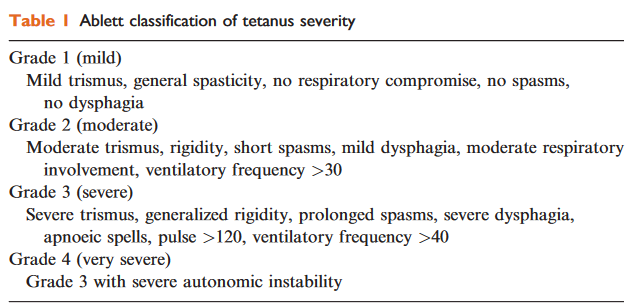 Table 1 Ablett classification of tetanus severity
Grade 1 (mild)
Mild trismus, general spasticity, no respiratory compromise, no spasms,
no dysphagia
Grade 2 (moderate)
Moderate trismus, rigidity, short spasms, mild dysphagia, moderate respiratory
involvement, ventilatory frequency >30
Grade 3 (severe)
Severe trismus, generalized rigidity, prolonged spasms, severe dysphagia,
apnoeic spells, pulse >120, ventilatory frequency >40
Grade 4 (very severe)
Grade 3 with severe autonomic instability